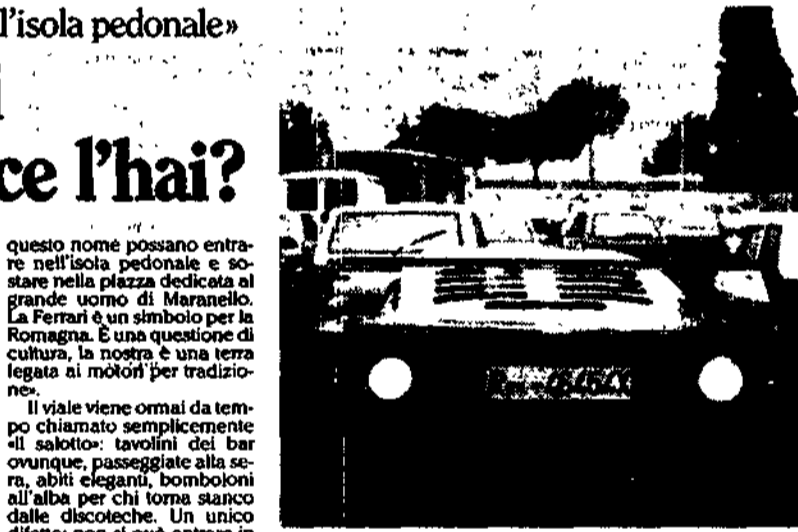 l'isola pedonale»
ce l'hai?
questo nome possano entra-
re nell'isola pedonale e so-
stare nella piazza dedicata al
grande uomo di Maranello.
La Ferrari è un simbolo per la
Romagna. È una questione di
cultura, la nostra è una terra
legata ai motori per tradizio-
ne».
Il viale viene ormai da tem-
po chiamato semplicemente
«Il salotto»: tavolini dei bar
ovunque, passeggiate alla se-
ra, abiti eleganti, bomboloni
all'alba per chi torna stanco
dalle discoteche. Un unico